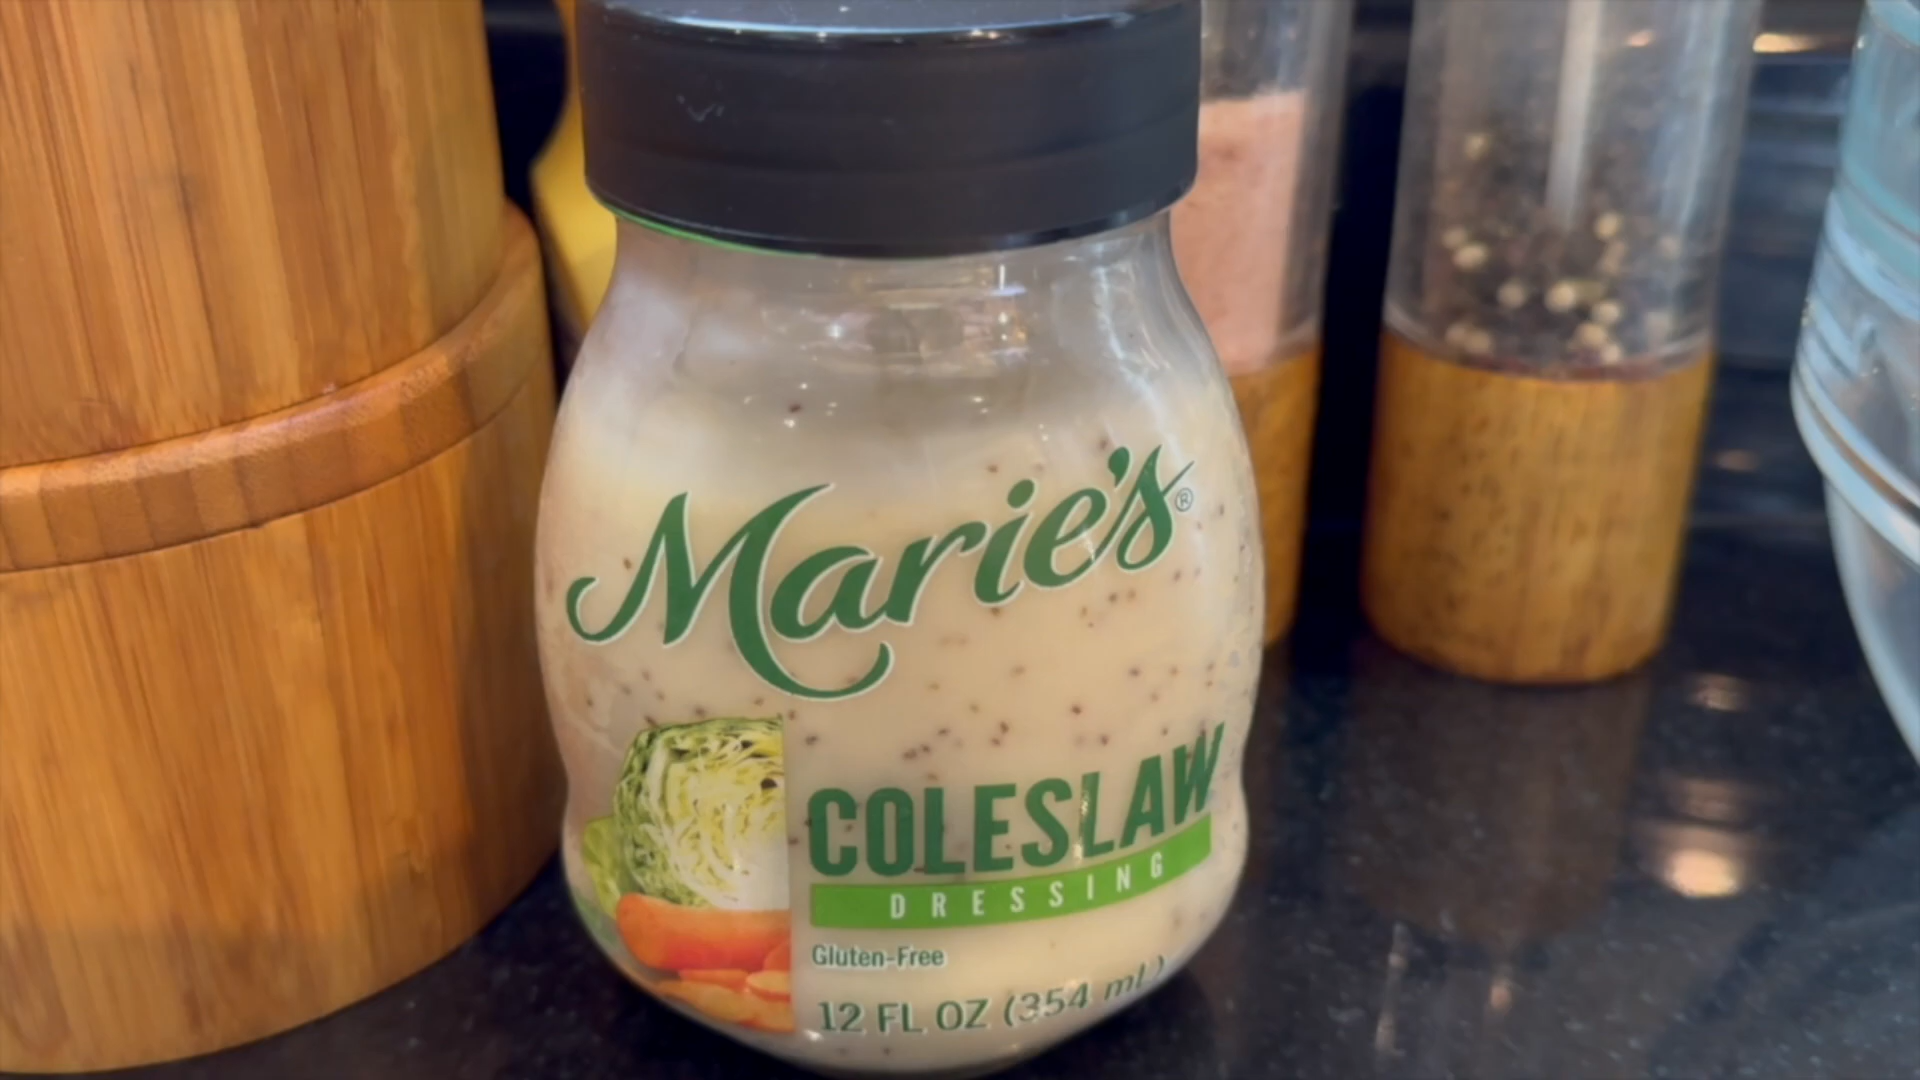 Marie's®
COLESLAW
DRESSING
Gluten-Free
12 FL OZ (354 ml)